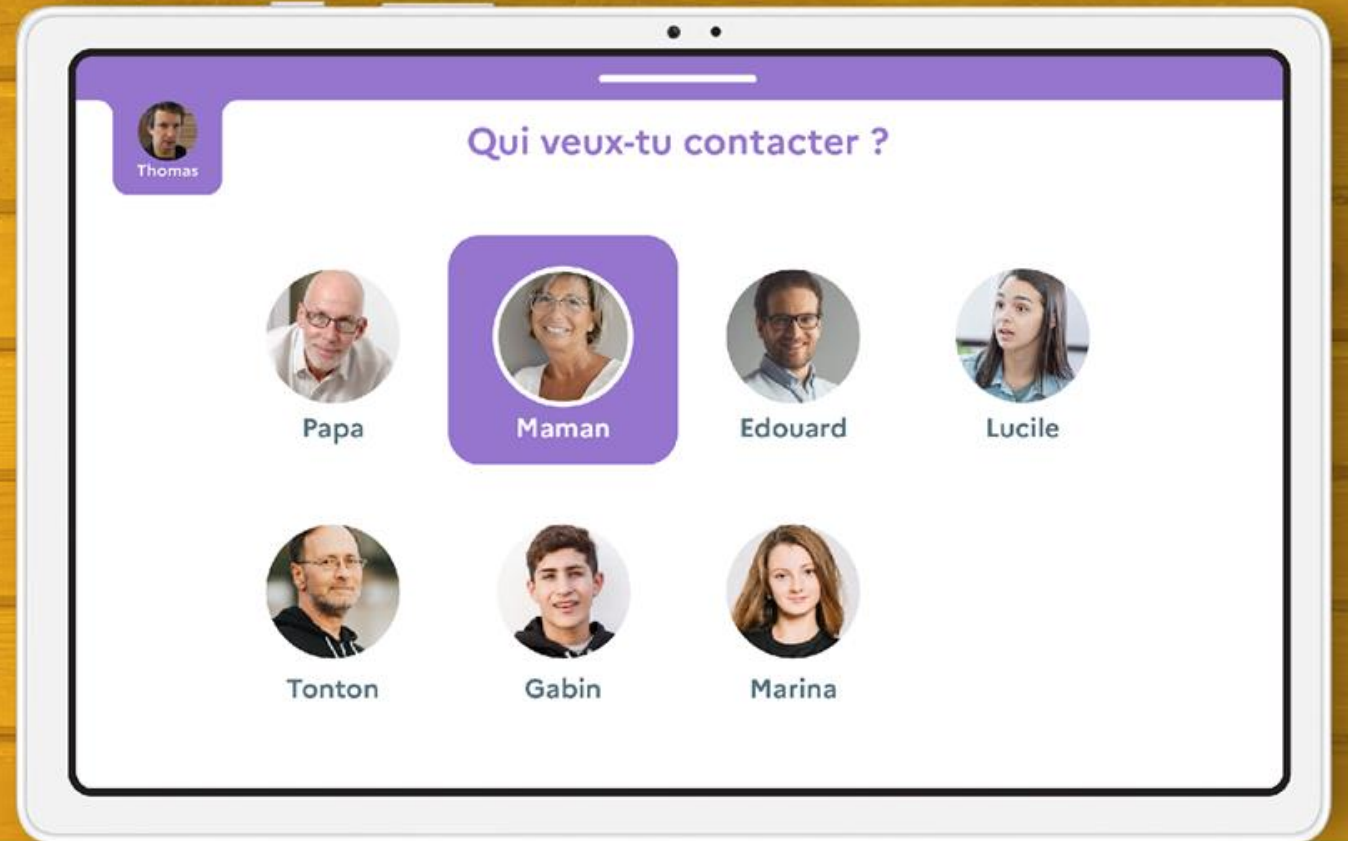 Qui veux-tu contacter ?
Thomas
Papa
Maman
Edouard
Lucile
Tonton
Gabin
Marina